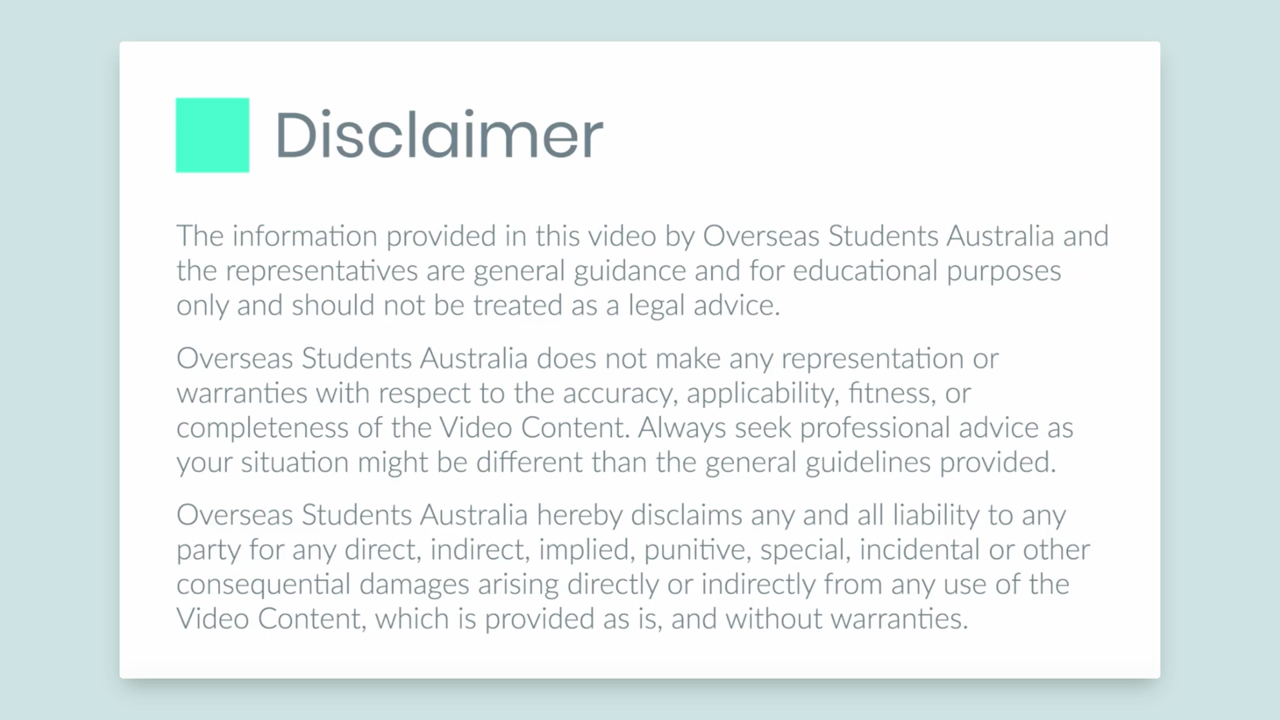 Disclaimer
The information provided in this video by Overseas Students Australia and
the representatives are general guidance and for educational purposes
only and should not be treated as a legal advice.
Overseas Students Australia does not make any representation or
warranties with respect to the accuracy, applicability, fitness, or
completeness of the Video Content. Always seek professional advice as
your situation might be different than the general guidelines provided.
Overseas Students Australia hereby disclaims any and all liability to any
party for any direct, indirect, implied, punitive, special, incidental or other
consequential damages arising directly or indirectly from any use of the
Video Content, which is provided as is, and without warranties.